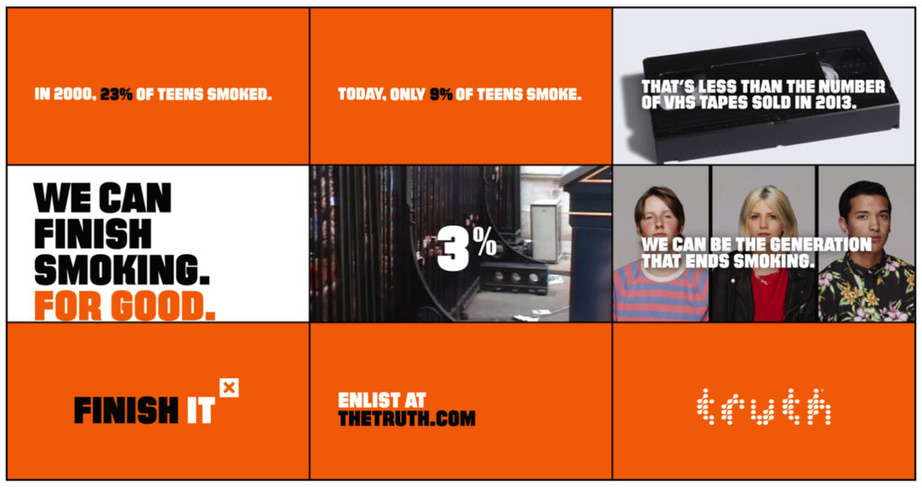 IN 2000, 23% OF TEENS SMOKED.
TODAY, ONLY 9% OF TEENS SMOKE.
THAT'S LESS THAN THE NUMBER
OF VHS TAPES SOLD IN 2013.
WE CAN
FINISH
SMOKING.
FOR GOOD.
3%
WE CAN BE THE GENERATION
THAT ENDS SMOKING.
FINISH IT
ENLIST AT
THETRUTH.COM
truth